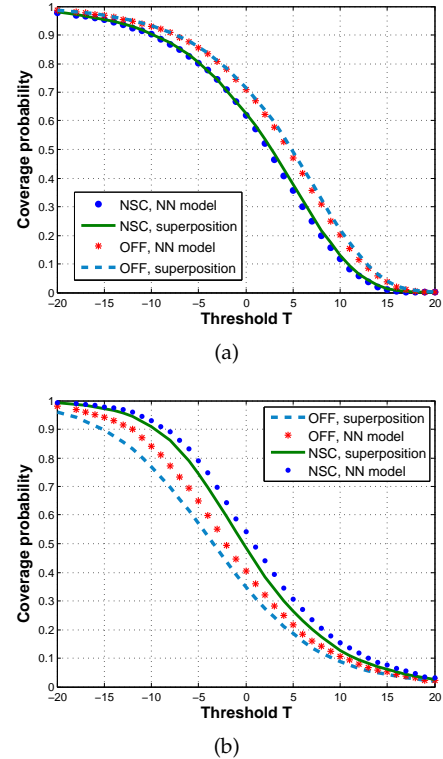 1
0.9
0.8
0.7
0.6
0.5
0.4
0.3
0.2
0.1
0
Coverage probability
NSC, NN model
NSC, superposition
OFF, NN model
OFF, superposition
−20 −15 −10 −5 0 5 10 15 20
Threshold T
(a)
1
0.9
0.8
0.7
0.6
0.5
0.4
0.3
0.2
0.1
0
Coverage probability
OFF, superposition
OFF, NN model
NSC, superposition
NSC, NN model
−20 −15 −10 −5 0 5 10 15 20
Threshold T
(b)